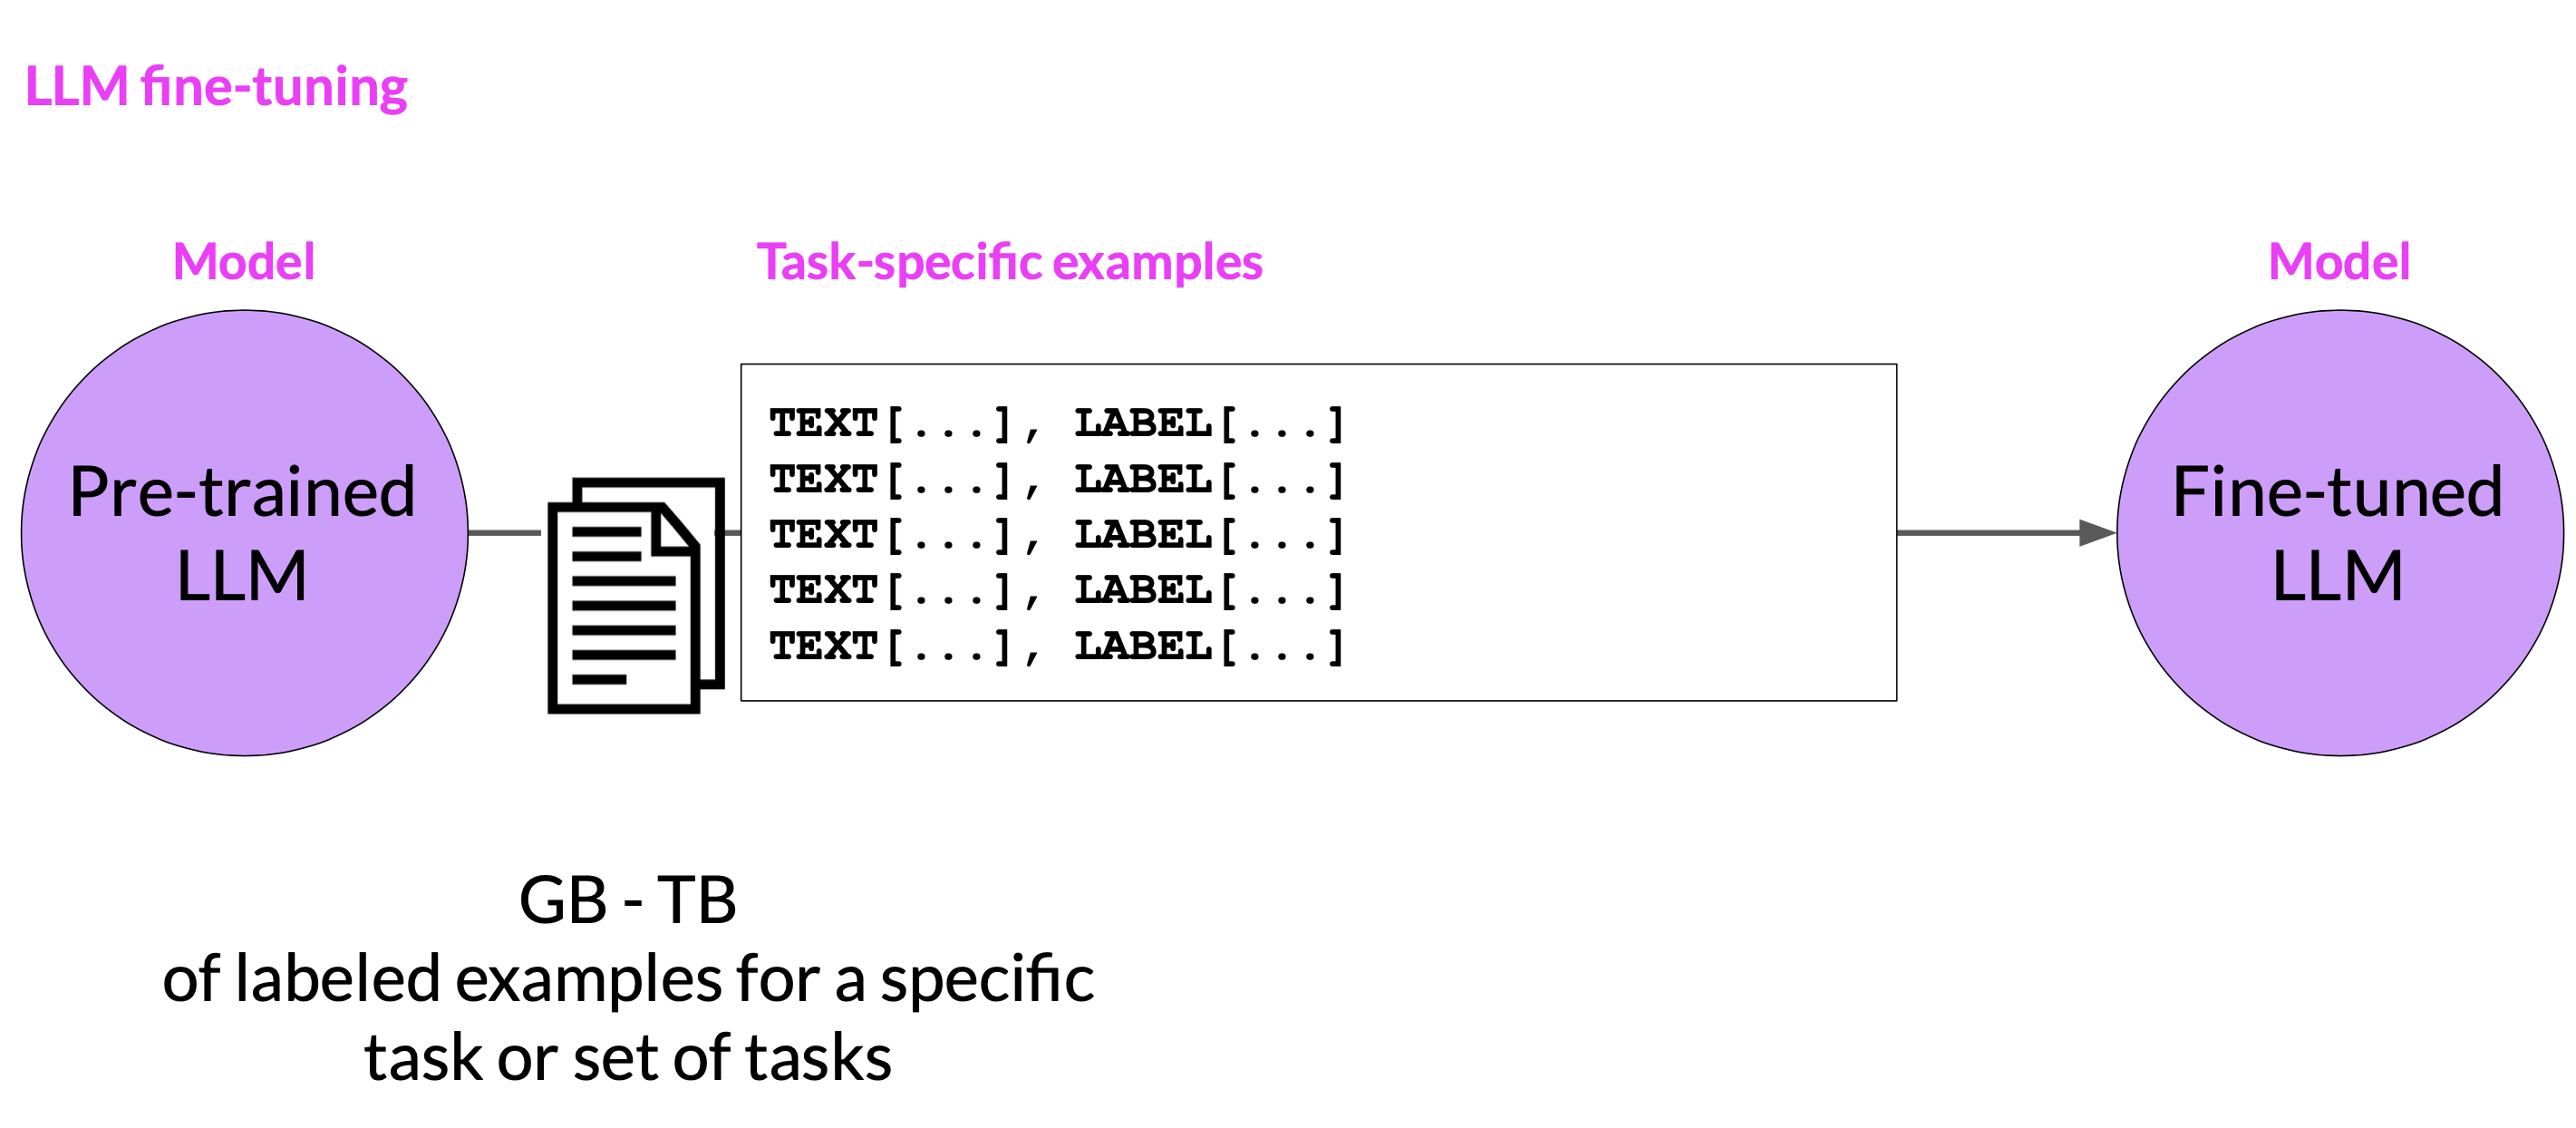 LLM fine-tuning
Model
Task-specific examples
Model
Pre-trained
LLM
TEXT[...], LABEL[...]
TEXT[...], LABEL[...]
TEXT[...], LABEL[...]
TEXT[...], LABEL[...]
TEXT[...], LABEL[...]
Fine-tuned
LLM
GB - TB
of labeled examples for a specific
task or set of tasks